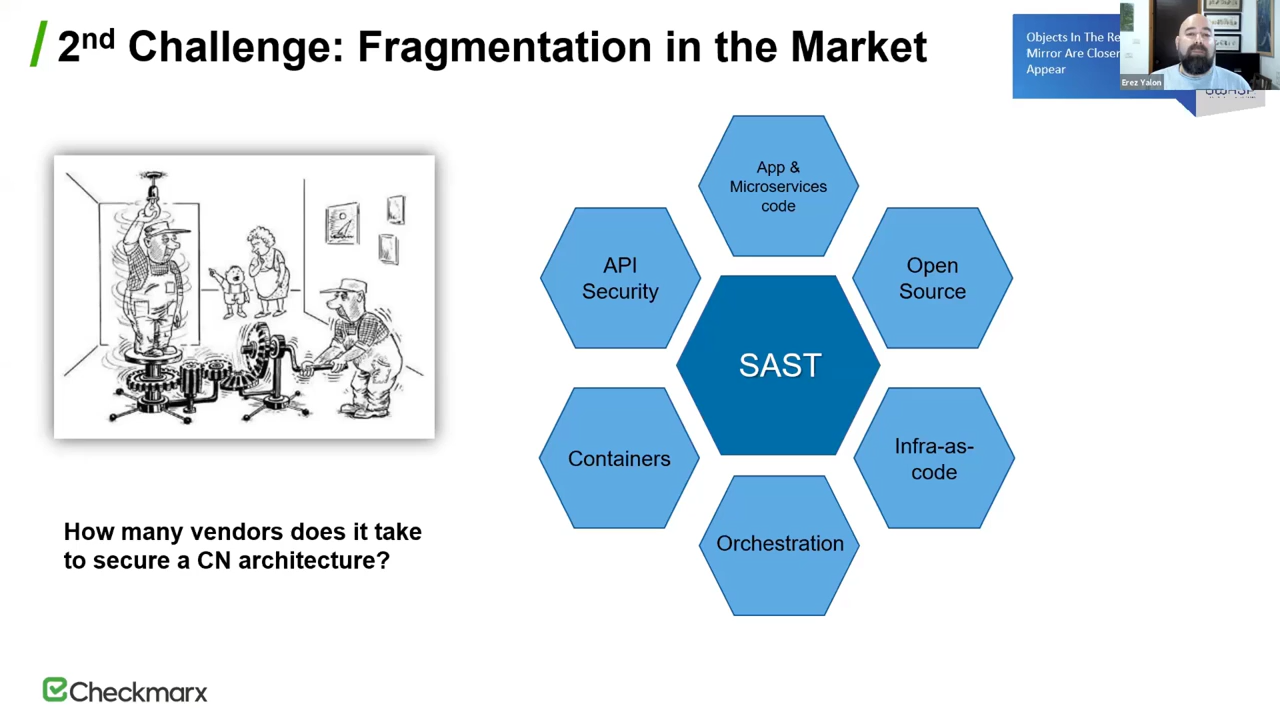 / 2nd Challenge: Fragmentation in the Market
Objects In The
Mirror Are Closer
Appear
Erez Yalon
App &
Microservices
code
API
Security
Open
Source
SAST
Containers
Infra-as-
code
Orchestration
How many vendors does it take
to secure a CN architecture?
Checkmarx